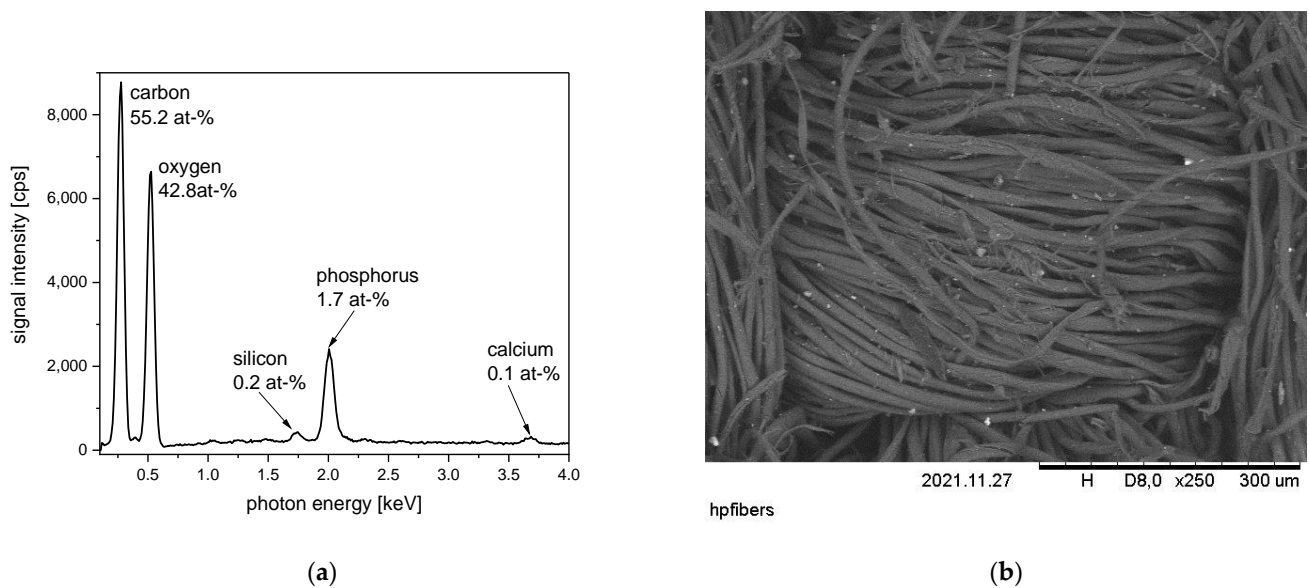 signal intensity [cps]
8,000
6,000
4,000
2,000
0
carbon
55.2 at-%
oxygen
42.8at-%
phosphorus
1.7 at-%
silicon
0.2 at-%
calcium
0.1 at-%
0.5 1.0 1.5 2.0 2.5 3.0 3.5 4.0
photon energy [keV]
(a)
2021.11.27 H D8,0 x250 300 um
hpfibers
(b)